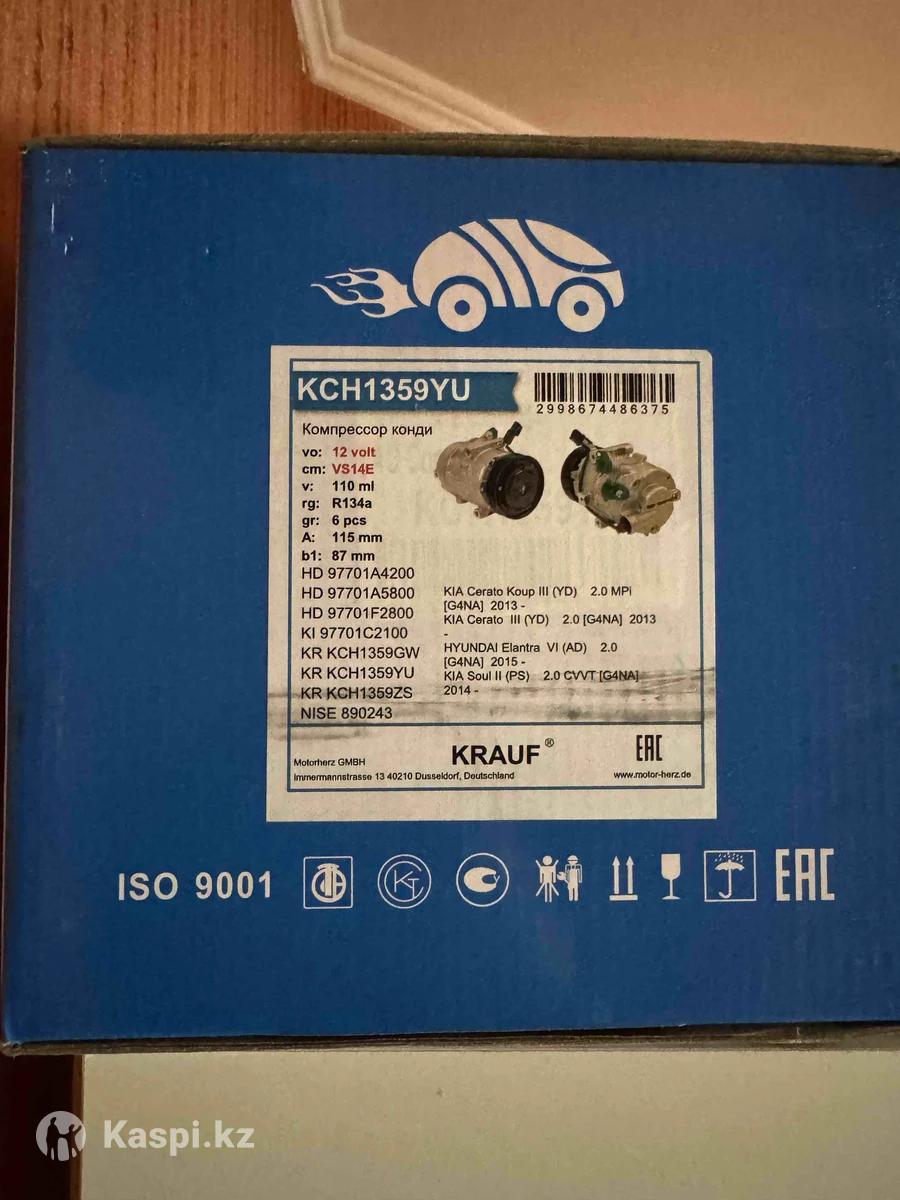 KCH1359YU
2998674486375
Компрессор конди
vo: 12 volt
cm: VS14E
v: 110 ml
rg: R134a
gr: 6 pcs
A: 115 mm
b1: 87 mm
HD 97701A4200
HD 97701A5800
HD 97701F2800
KI 97701C2100
KR KCH1359GW
KR KCH1359YU
KR KCH1359ZS
NISE 890243
KIA Cerato Koup III (YD) 2.0 MPi
[G4NA] 2013 -
KIA Cerato III (YD) 2.0 [G4NA] 2013
-
HYUNDAI Elantra VI (AD) 2.0
[G4NA] 2015 -
KIA Soul II (PS) 2.0 CVVT [G4NA]
2014 -
Motorherz GMBH
Immermannstrasse 13 40210 Dusseldorf, Deutschland
KRAUF ®
EAC
www.motor-herz.de
ISO 9001
EAC
Kaspi.kz